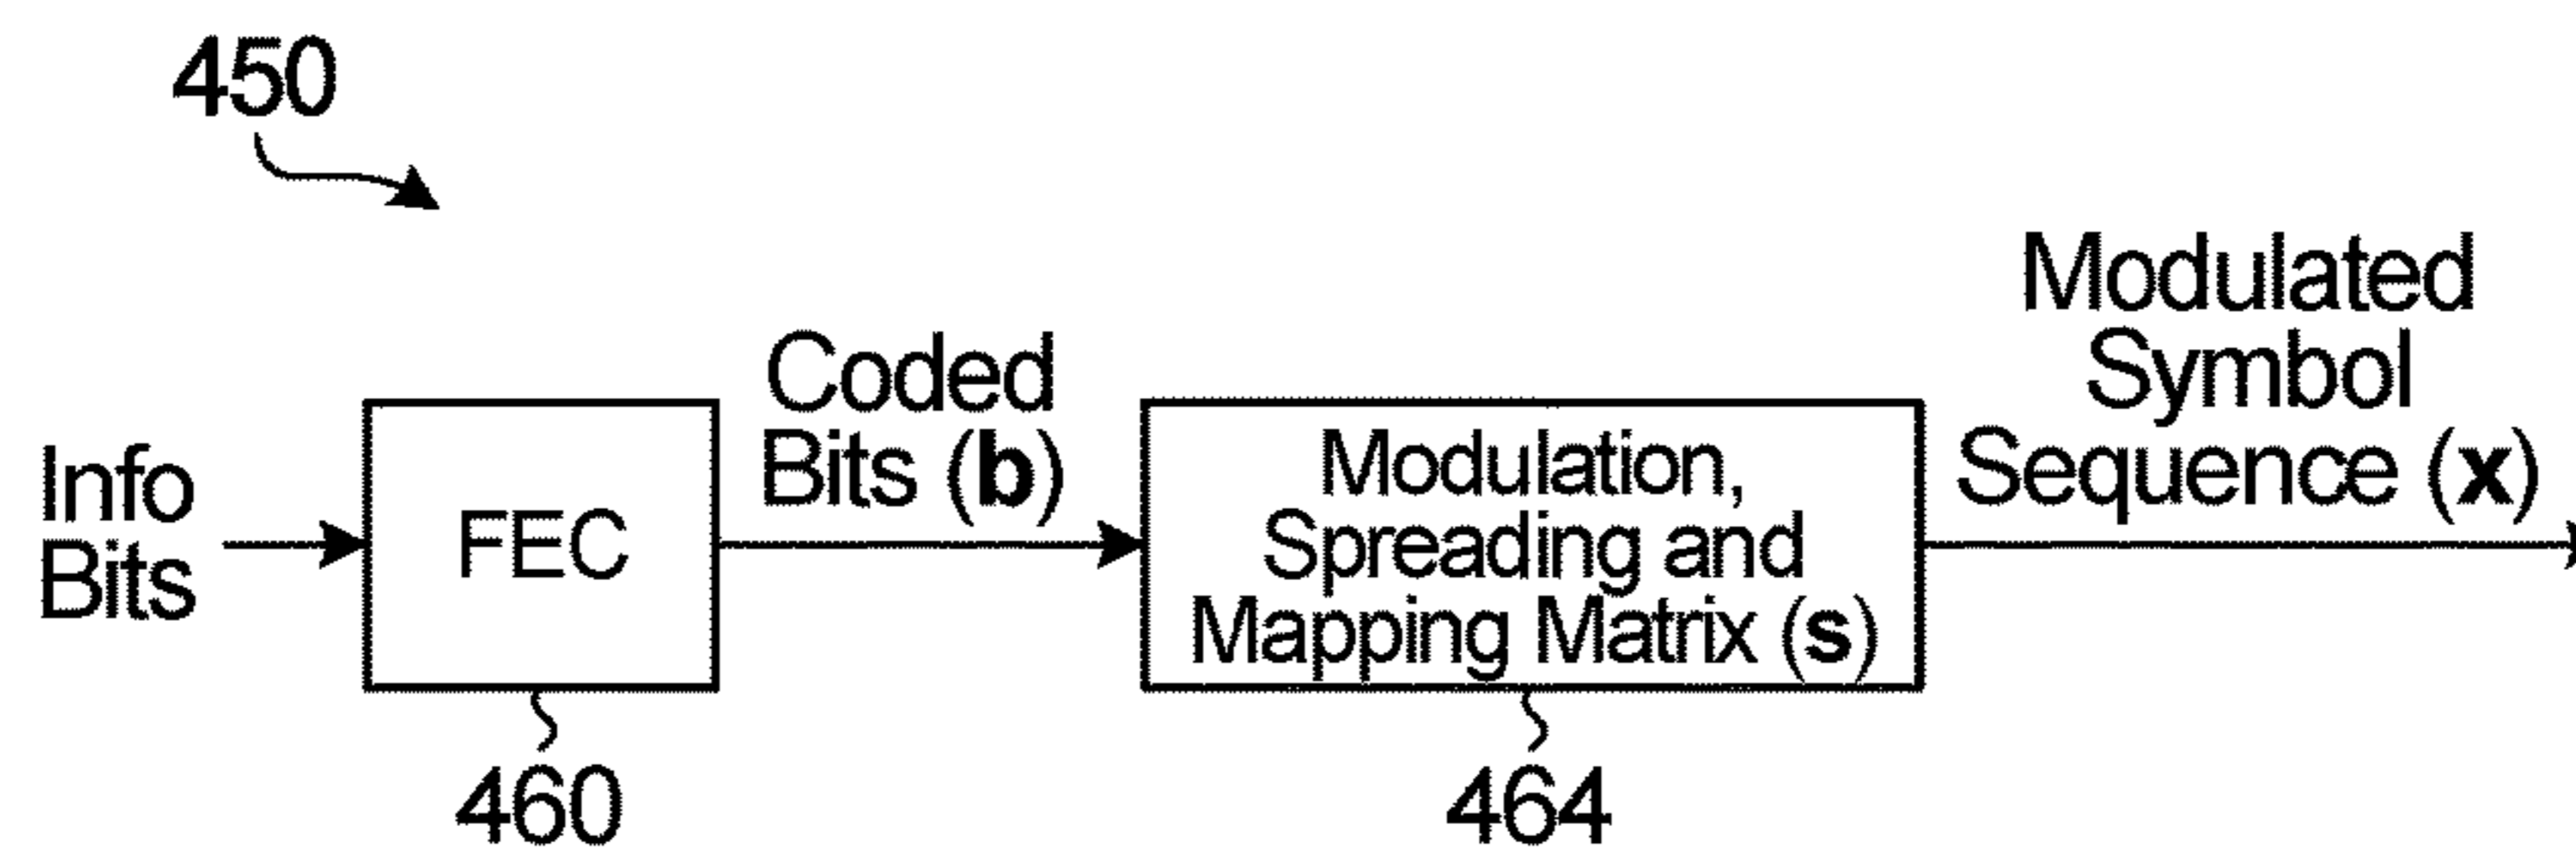 450
Info
Bits
FEC
460
Coded
Bits (b)
Modulation,
Spreading and
Mapping Matrix (s)
464
Modulated
Symbol
Sequence (x)